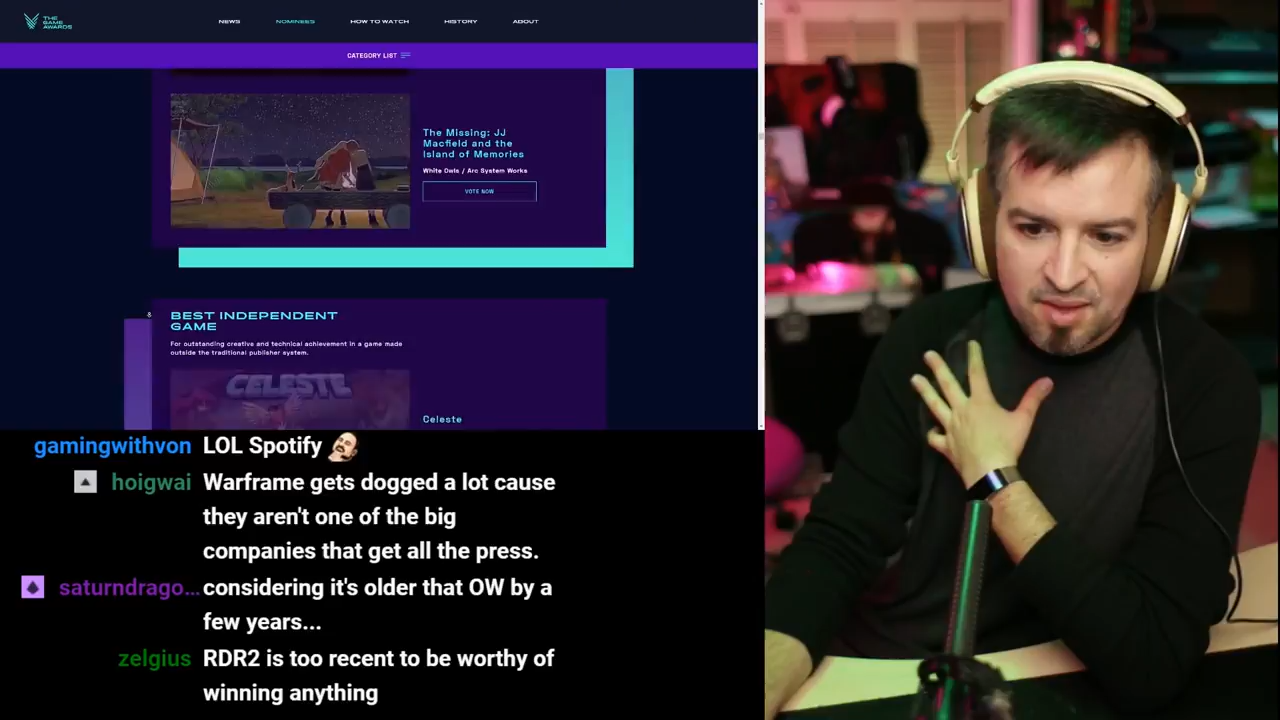 THE
GAME
AWARDS
NEWS
NOMINEES
HOW TO WATCH
HISTORY
ABOUT
CATEGORY LIST
The Missing: JJ
Macfield and the
Island of Memories
White Owls / Arc System Works
VOTE NOW
BEST INDEPENDENT
GAME
For outstanding creative and technical achievement in a game made
outside the traditional publisher system.
CELESTE
Celeste
gamingwithvon LOL Spotify
hoigwai Warframe gets dogged a lot cause
they aren't one of the big
companies that get all the press.
saturndrago... considering it's older that OW by a
few years...
zelgius RDR2 is too recent to be worthy of
winning anything